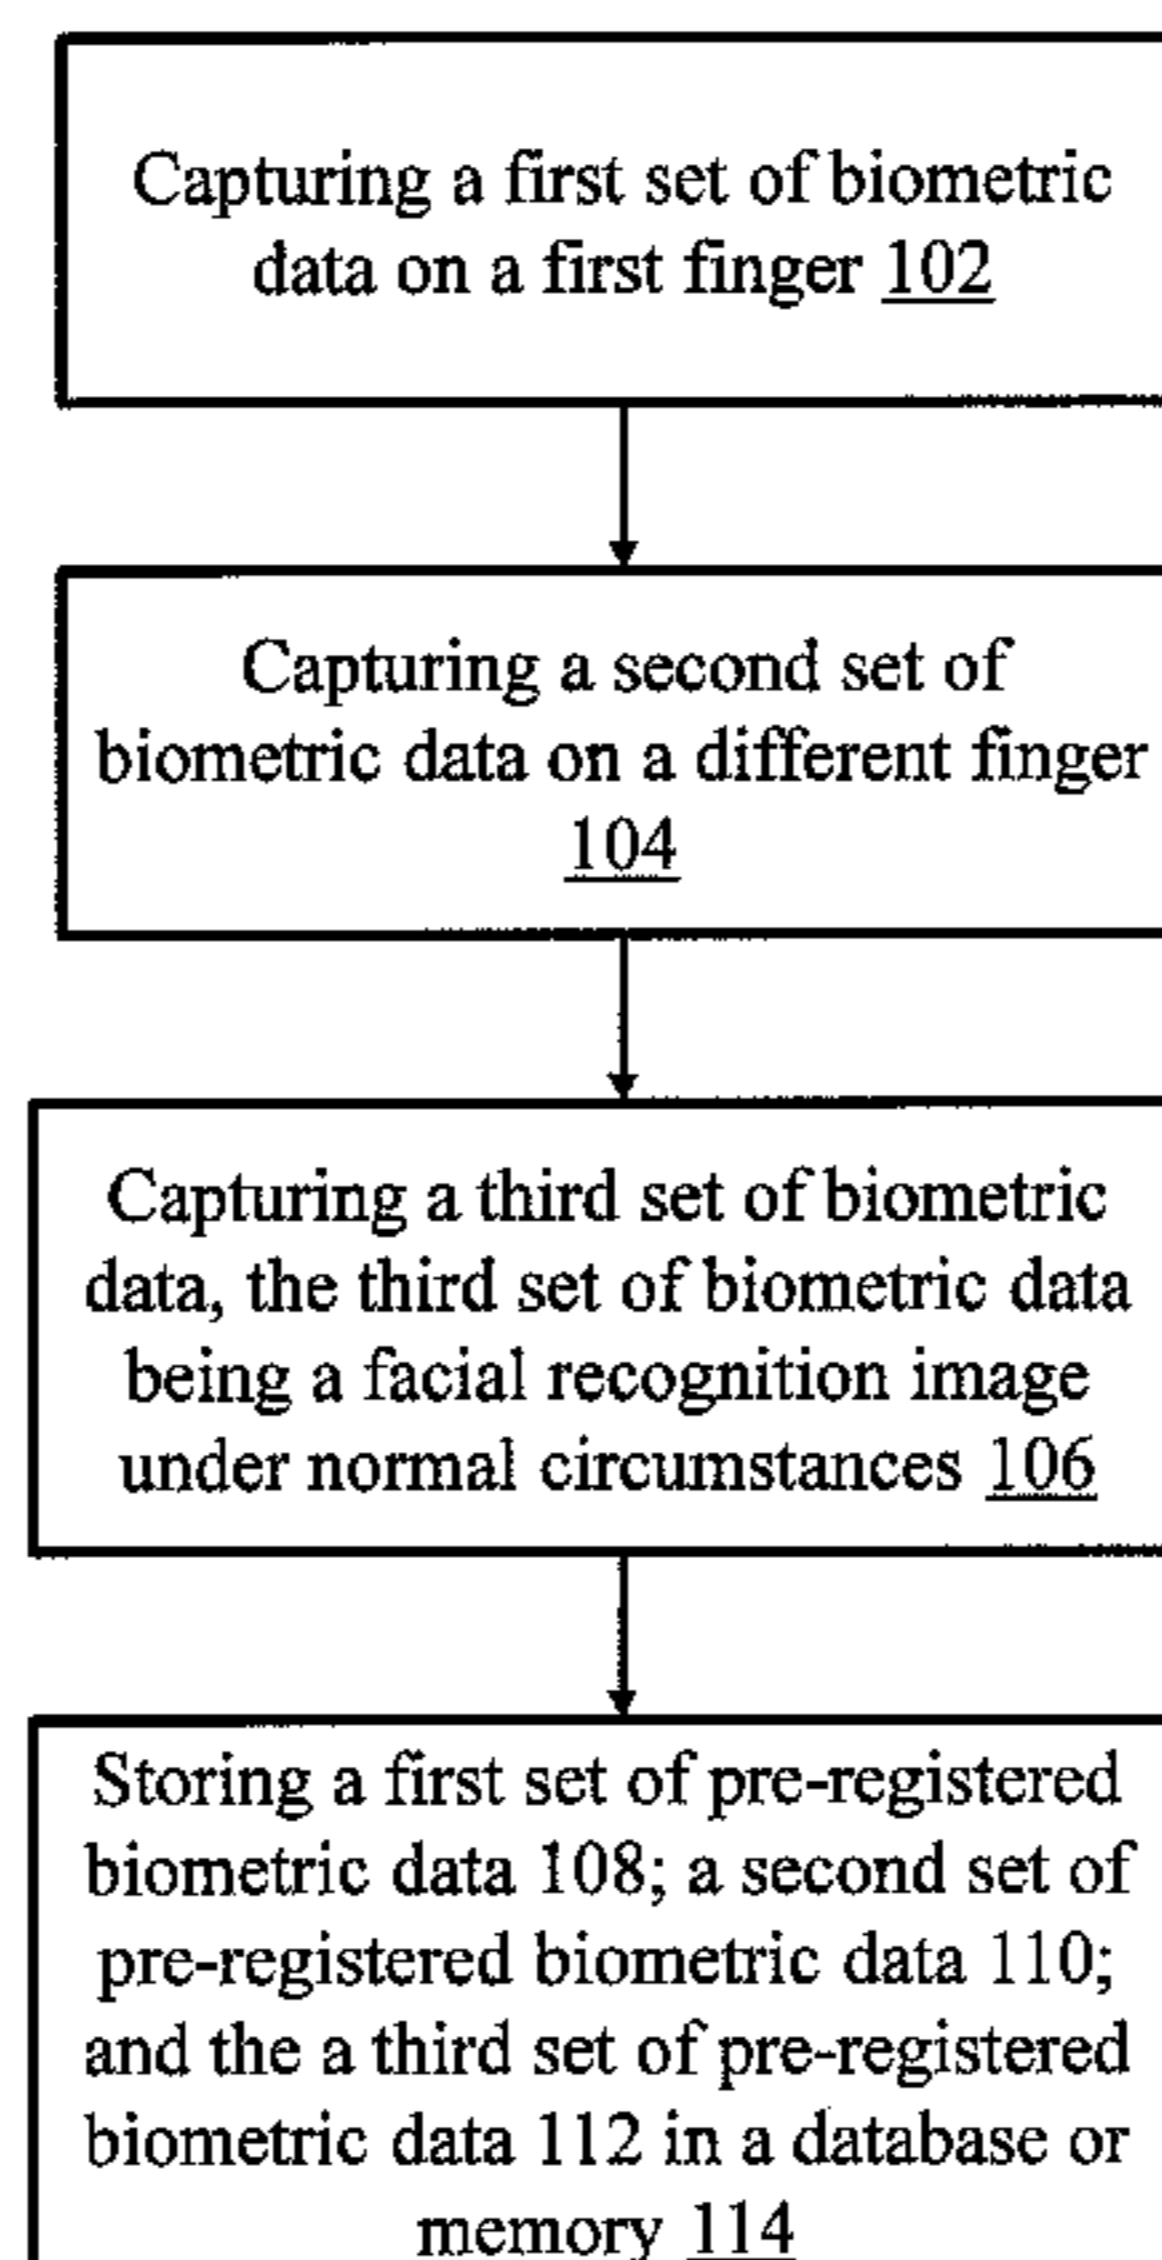 Capturing a first set of biometric
data on a first finger 102
Capturing a second set of
biometric data on a different finger
104
Capturing a third set of biometric
data, the third set of biometric data
being a facial recognition image
under normal circumstances 106
Storing a first set of pre-registered
biometric data 108; a second set of
pre-registered biometric data 110;
and the a third set of pre-registered
biometric data 112 in a database or
memory 114